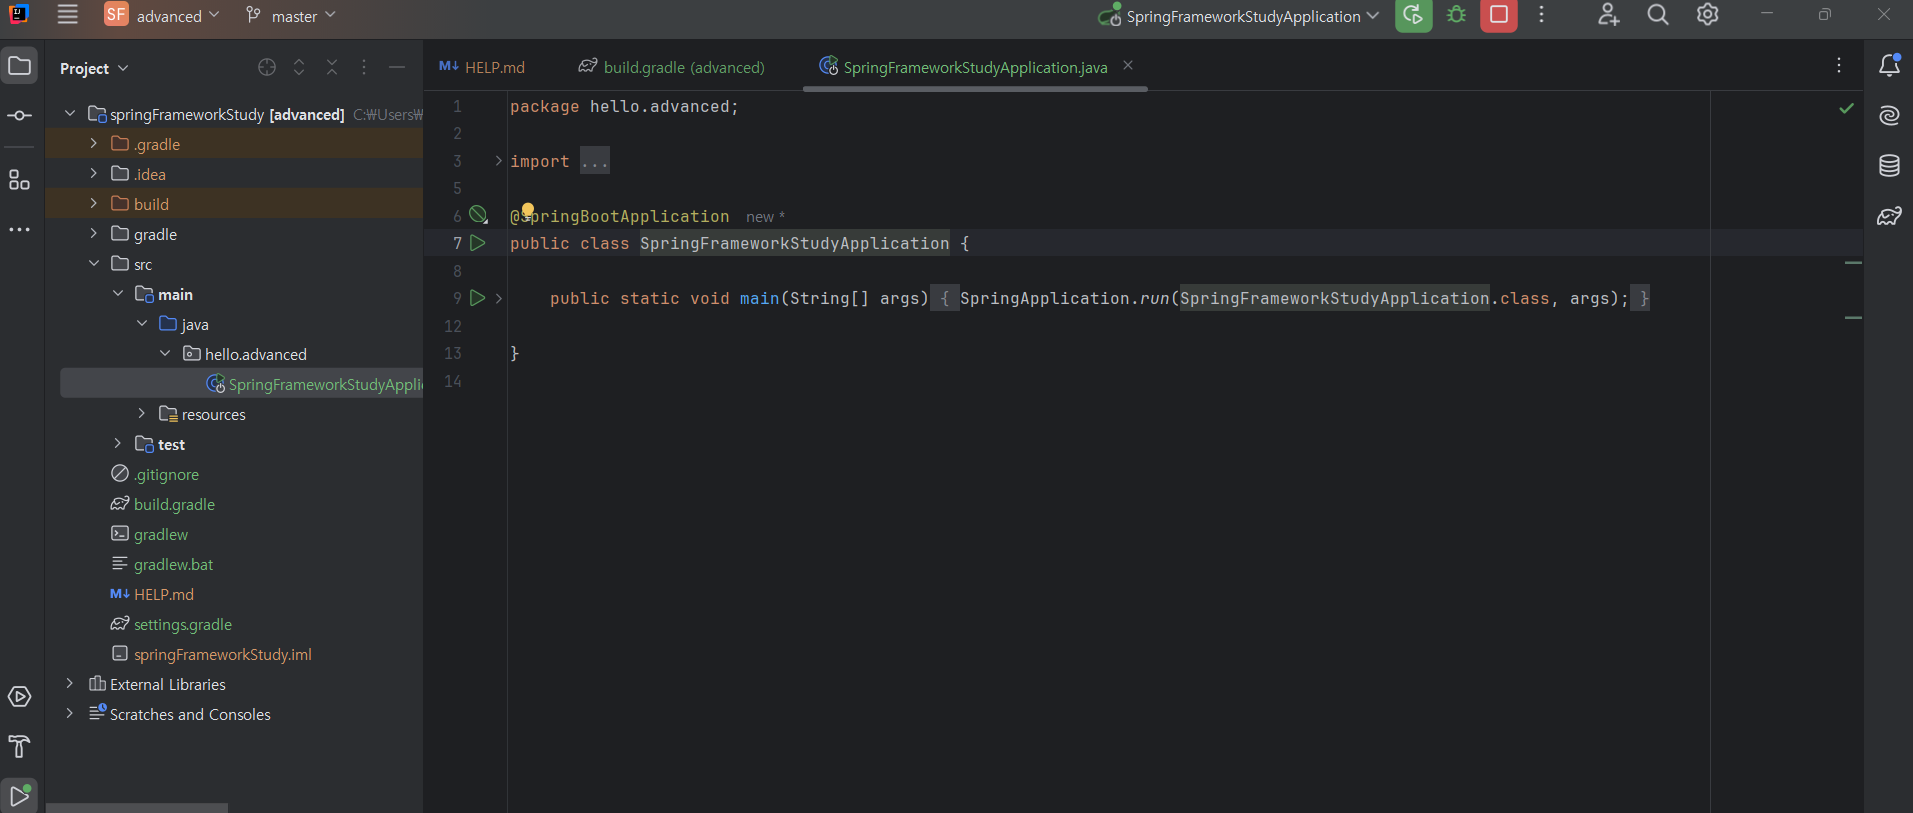 SF advanced master SpringFrameworkStudyApplication
Project
HELP.md build.gradle (advanced) SpringFrameworkStudyApplication.java
springFrameworkStudy [advanced] C:₩Users₩
.gradle
.idea
build
gradle
src
main
java
hello.advanced
SpringFrameworkStudyAppli
resources
test
.gitignore
build.gradle
gradlew
gradlew.bat
HELP.md
settings.gradle
springFrameworkStudy.iml
External Libraries
Scratches and Consoles
1 package hello.advanced;
2
3 import ...
5
6 @SpringBootApplication new *
7 public class SpringFrameworkStudyApplication {
8
9 public static void main(String[] args) { SpringApplication.run(SpringFrameworkStudyApplication.class, args); }
12
13 }
14